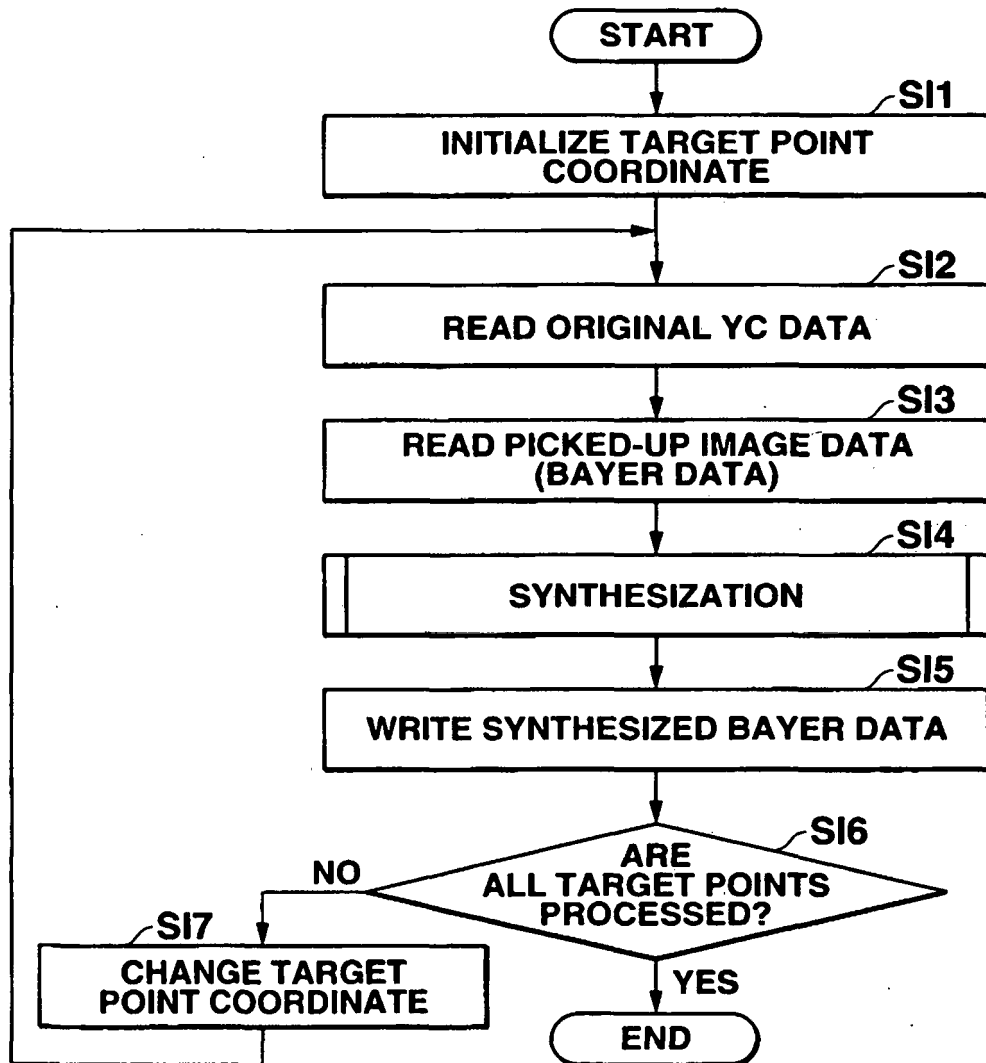 START
SI1
INITIALIZE TARGET POINT
COORDINATE
SI2
READ ORIGINAL YC DATA
SI3
READ PICKED-UP IMAGE DATA
(BAYER DATA)
SI4
SYNTHESIZATION
SI5
WRITE SYNTHESIZED BAYER DATA
SI6
ARE
ALL TARGET POINTS
PROCESSED?
NO
SI7
CHANGE TARGET
POINT COORDINATE
YES
END